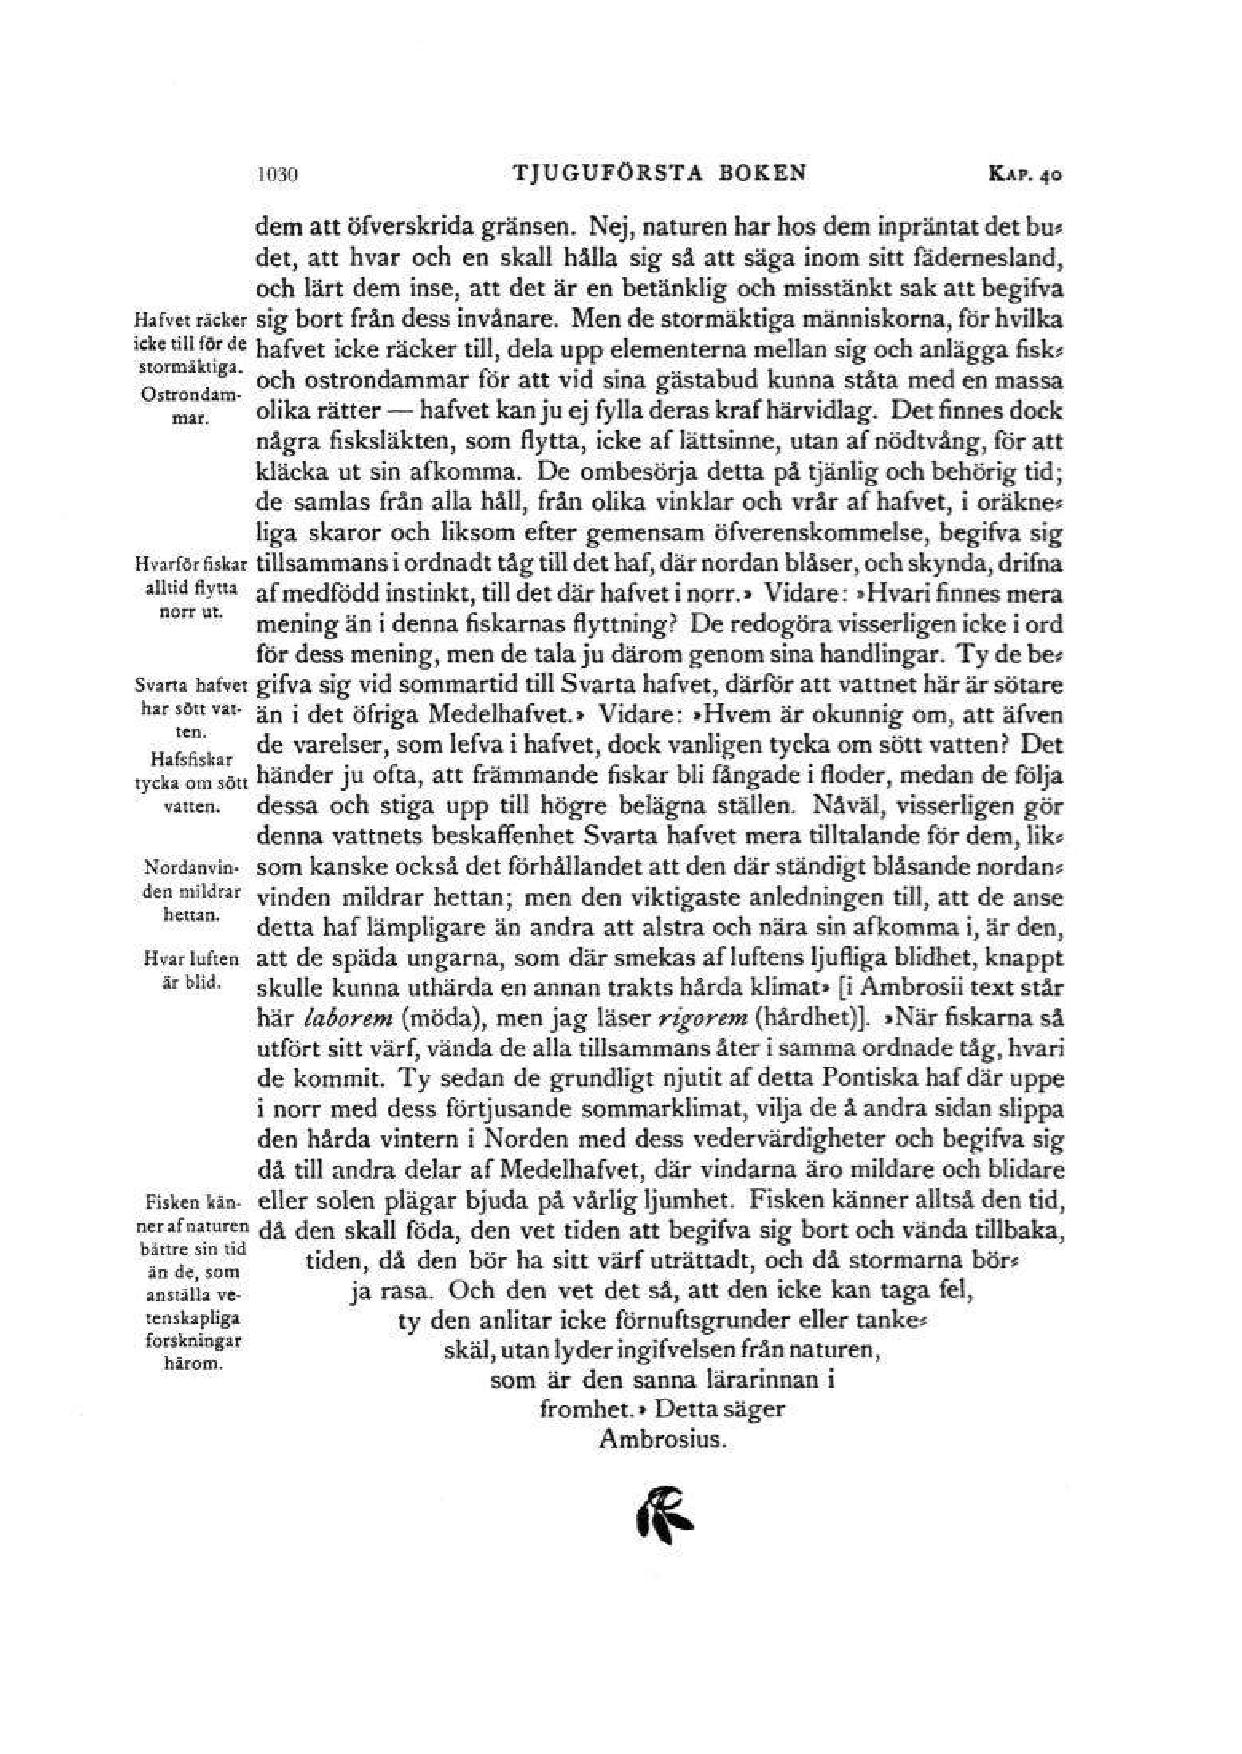 1030 TJUGUFÖRSTA BOKEN KAP. 40
dem att öfverskrida gränsen. Nej, naturen har hos dem inpräntat det bu⸗
det, att hvar och en skall hålla sig så att säga inom sitt fädernesland,
och lärt dem inse, att det är en betänklig och misstänkt sak att begifva
sig bort från dess invånare. Men de stormäktiga människorna, för hvilka
hafvet icke räcker till, dela upp elementerna mellan sig och anlägga fisk⸗
och ostrondammar för att vid sina gästabud kunna ståta med en massa
olika rätter — hafvet kan ju ej fylla deras kraf härvidlag. Det finnes dock
några fisksläkten, som flytta, icke af lättsinne, utan af nödtvång, för att
kläcka ut sin afkomma. De ombesörja detta på tjänlig och behörig tid;
de samlas från alla håll, från olika vinklar och vrår af hafvet, i oräkne⸗
liga skaror och liksom efter gemensam öfverenskommelse, begifva sig
tillsammans i ordnadt tåg till det haf, där nordan blåser, och skynda, drifna
af medfödd instinkt, till det där hafvet i norr.» Vidare: »Hvari finnes mera
mening än i denna fiskarnas flyttning? De redogöra visserligen icke i ord
för dess mening, men de tala ju därom genom sina handlingar. Ty de be⸗
gifva sig vid sommartid till Svarta hafvet, därför att vattnet här är sötare
än i det öfriga Medelhafvet.» Vidare: »Hvem är okunnig om, att äfven
de varelser, som lefva i hafvet, dock vanligen tycka om sött vatten? Det
händer ju ofta, att främmande fiskar bli fångade i floder, medan de följa
dessa och stiga upp till högre belägna ställen. Nåväl, visserligen gör
denna vattnets beskaffenhet Svarta hafvet mera tilltalande för dem, lik⸗
som kanske också det förhållandet att den där ständigt blåsande nordan⸗
vinden mildrar hettan; men den viktigaste anledningen till, att de anse
detta haf lämpligare än andra att alstra och nära sin afkomma i, är den,
att de späda ungarna, som där smekas af luftens ljufliga blidhet, knappt
skulle kunna uthärda en annan trakts hårda klimat» [i Ambrosii text står
här laborem (möda), men jag läser rigorem (hårdhet)]. »När fiskarna så
utfört sitt värf, vända de alla tillsammans åter i samma ordnade tåg, hvari
de kommit. Ty sedan de grundligt njutit af detta Pontiska haf där uppe
i norr med dess förtjusande sommarklimat, vilja de å andra sidan slippa
den hårda vintern i Norden med dess vedervärdigheter och begifva sig
då till andra delar af Medelhafvet, där vindarna äro mildare och blidare
eller solen plägar bjuda på vårlig ljumhet. Fisken känner alltså den tid,
då den skall föda, den vet tiden att begifva sig bort och vända tillbaka,
tiden, då den bör ha sitt värf uträttadt, och då stormarna bör⸗
ja rasa. Och den vet det så, att den icke kan taga fel,
ty den anlitar icke förnuftsgrunder eller tanke⸗
skäl, utan lyder ingifvelsen från naturen,
som är den sanna lärarinnan i
fromhet.» Detta säger
Ambrosius.
Hafvet räcker
icke till för de
stormäktiga.
Ostrondam-
mar.
Hvarför fiskar
alltid flytta
norr ut.
Svarta hafvet
har sött vat-
ten.
Hafsfiskar
tycka om sött
vatten.
Nordanvin-
den mildrar
hettan.
Hvar luften
är blid.
Fisken kän-
ner af naturen
bättre sin tid
än de, som
anställa ve-
tenskapliga
forskningar
härom.